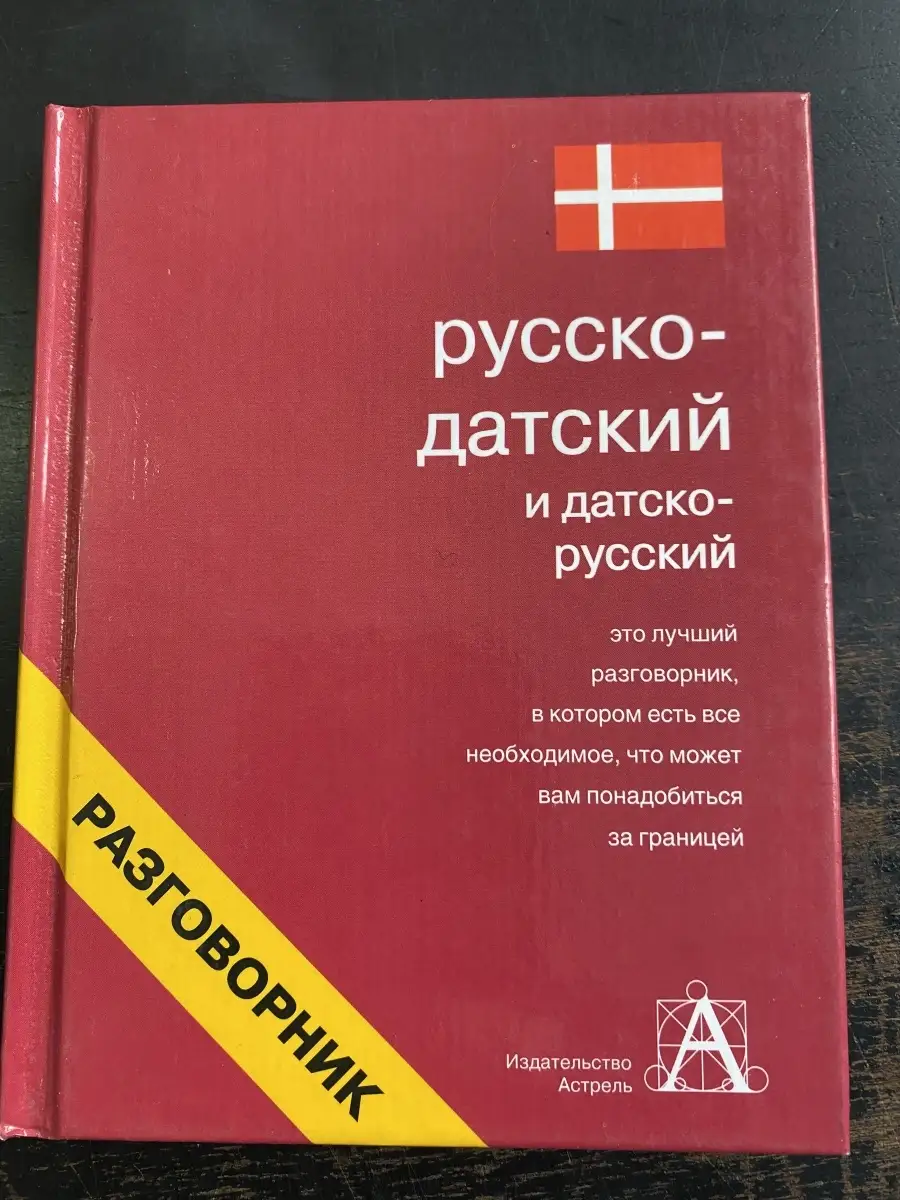 русско-
датский
и датско-
русский
это лучший
разговорник,
в котором есть все
необходимое, что может
вам понадобиться
за границей
РАЗГОВОРНИК
Издательство
Астрель
А